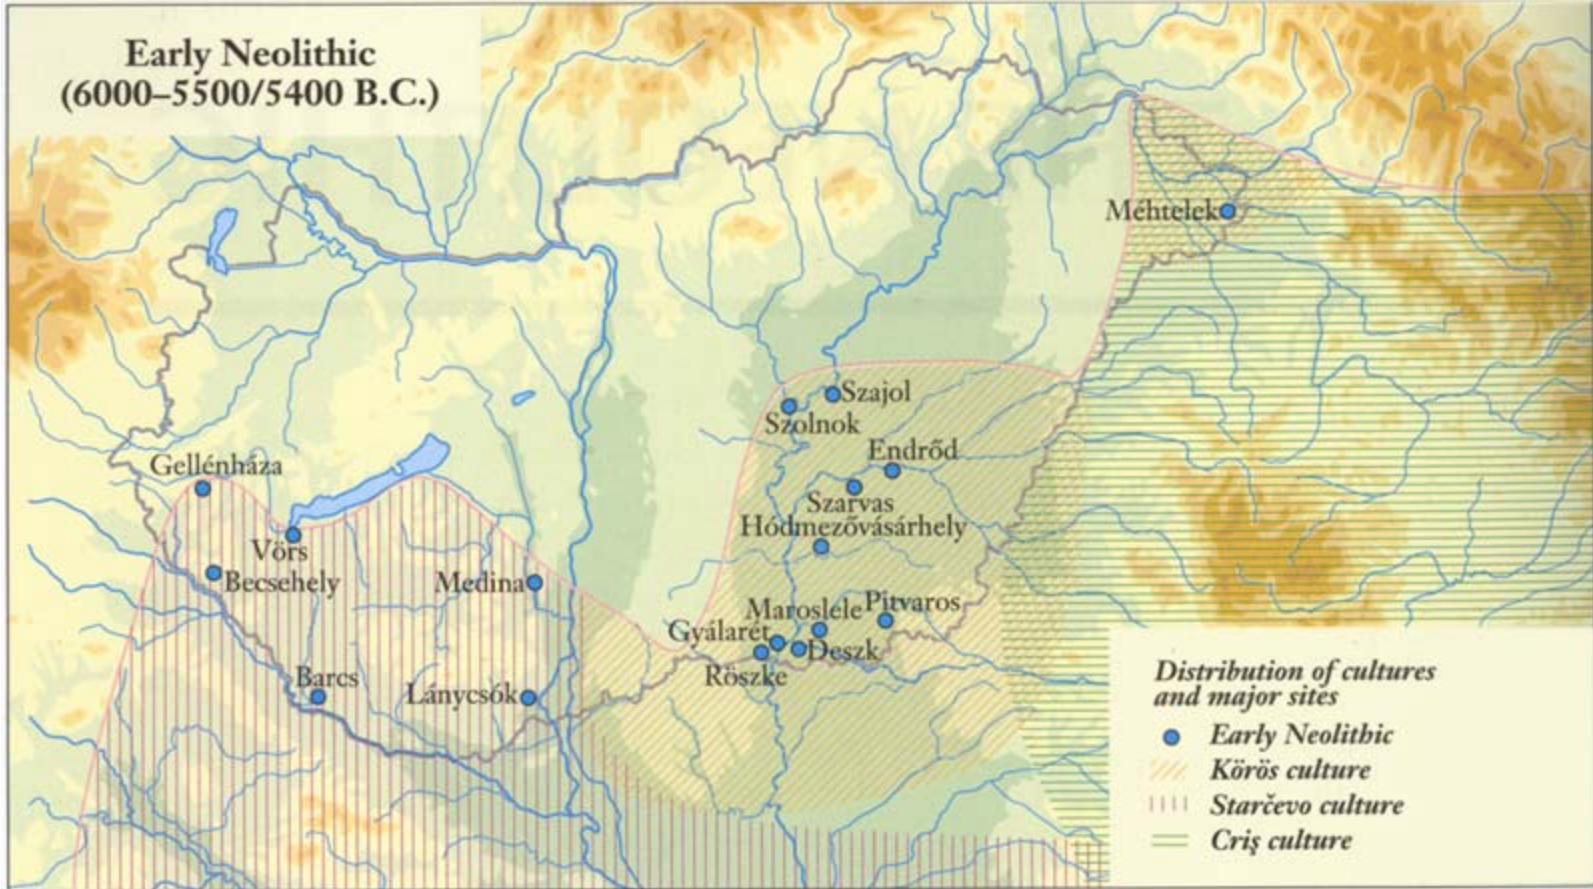 Early Neolithic
(6000–5500/5400 B.C.)
Méhtelek
Szajol
Szolnok
Endrőd
Gellénháza
Szarvas
Hódmezővásárhely
Vörs
Becsehely
Medina
Maroslele
Pitvaros
Gyálarét
Deszk
Röszke
Barcs
Lánycsók
Distribution of cultures
and major sites
Early Neolithic
Körös culture
Starčevo culture
Criş culture